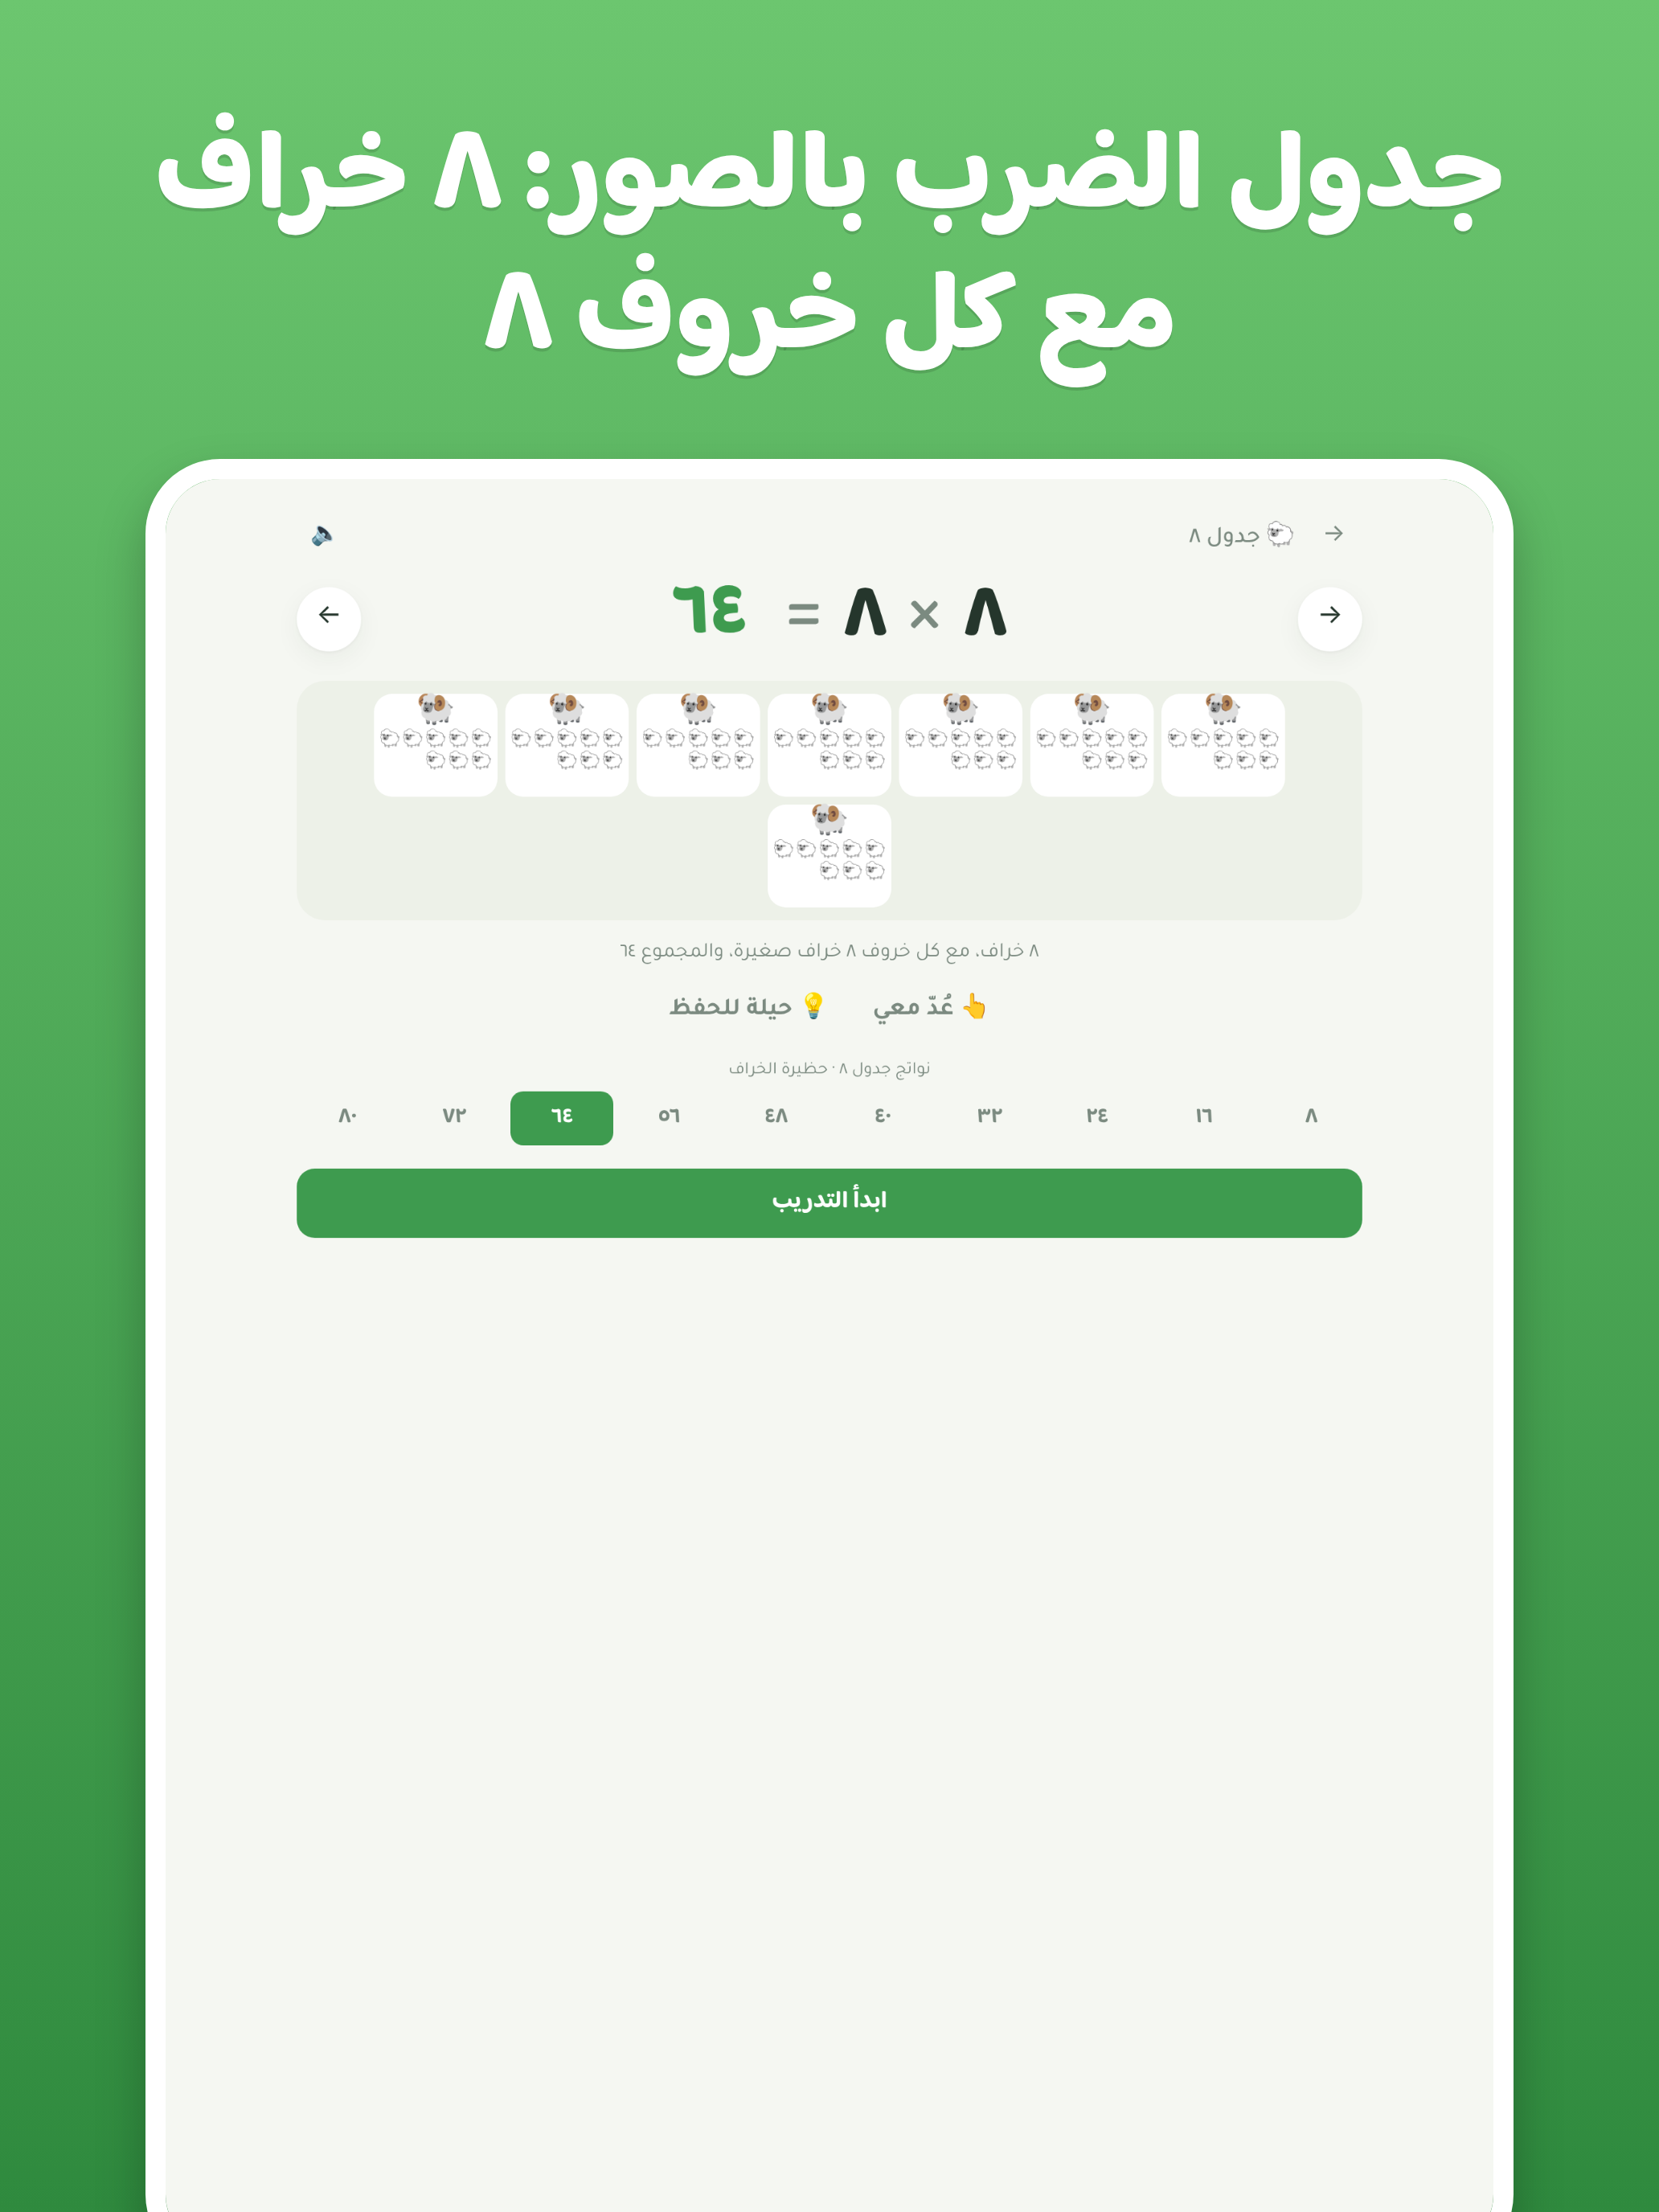 جدول الضرب بالصور: ٨ خراف
مع كل خروف ٨
جدول ٨
٨ × ٨ = ٦٤
٨ خراف، مع كل خروف ٨ خراف صغيرة، والمجموع ٦٤
عُدّ معي حيلة للحفظ
نواتج جدول ٨ · حظيرة الخراف
٨ ١٦ ٢٤ ٣٢ ٤٠ ٤٨ ٥٦ ٦٤ ٧٢ ٨٠
ابدأ التدريب